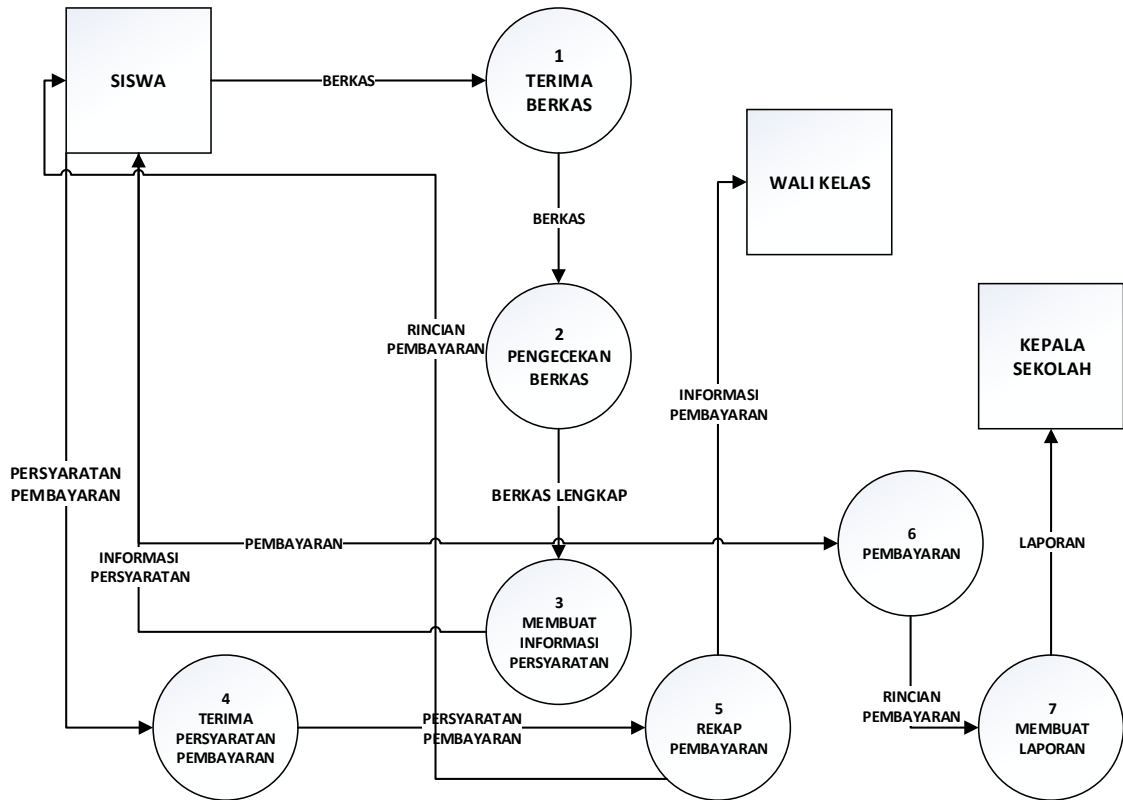 SISWA
BERKAS
1
TERIMA
BERKAS
WALI KELAS
BERKAS
RINCIAN
PEMBAYARAN
2
PENGECEKAN
BERKAS
KEPALA
SEKOLAH
INFORMASI
PEMBAYARAN
PERSYARATAN
PEMBAYARAN
BERKAS LENGKAP
PEMBAYARAN
6
PEMBAYARAN
LAPORAN
INFORMASI
PERSYARATAN
3
MEMBUAT
INFORMASI
PERSYARATAN
4
TERIMA
PERSYARATAN
PEMBAYARAN
PERSYARATAN
PEMBAYARAN
5
REKAP
PEMBAYARAN
RINCIAN
PEMBAYARAN
7
MEMBUAT
LAPORAN